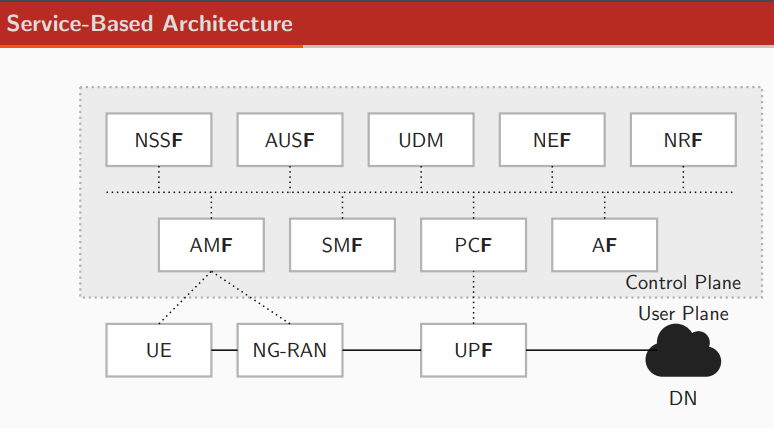 Service-Based Architecture
NSSF AUSF UDM NEF NRF
AMF SMF PCF AF
Control Plane
User Plane
UE NG-RAN UPF
DN